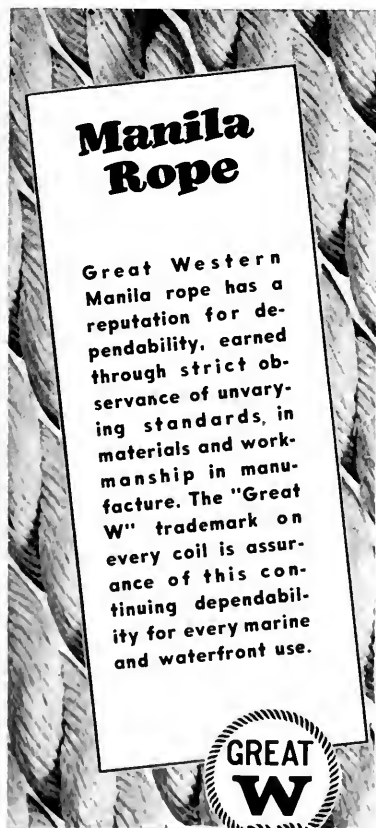 Manila
Rope
Great Western
Manila rope has a
reputation for de-
pendability, earned
through strict ob-
servance of unvary-
ing standards, in
materials and work-
manship in manu-
facture. The "Great
W" trademark on
every coil is assur-
ance of this con-
tinuing dependabil-
ity for every marine
and waterfront use.
GREAT
W